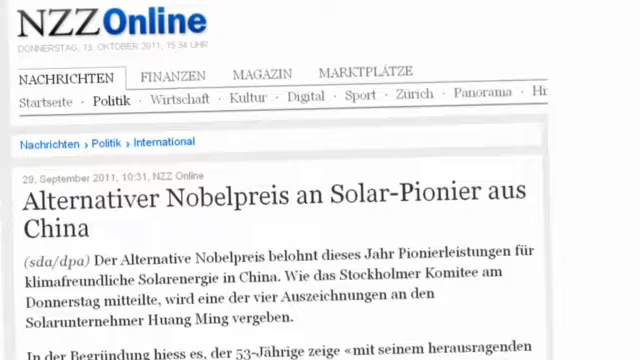 NZZOnline
DONNERSTAG, 13. OKTOBER 2011, 15:34 UHR
NACHRICHTEN FINANZEN MAGAZIN MARKTPLÄTZE
Startseite · Politik · Wirtschaft · Kultur · Digital · Sport · Zürich · Panorama ·
Nachrichten › Politik › International
29. September 2011, 10:31, NZZ Online
Alternativer Nobelpreis an Solar-Pionier aus
China
(sda/dpa) Der Alternative Nobelpreis belohnt dieses Jahr Pionierleistungen für
klimafreundliche Solarenergie in China. Wie das Stockholmer Komitee am
Donnerstag mitteilte, wird eine der vier Auszeichnungen an den
Solarunternehmer Huang Ming vergeben.
In der Begründung hiess es, der 53-Jährige zeige «mit seinem herausragenden